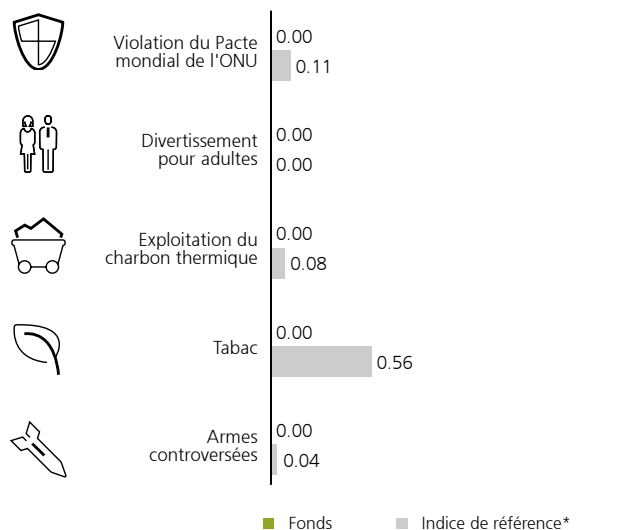 Violation du Pacte
mondial de l'ONU
0.00
0.11
Divertissement
pour adultes
0.00
0.00
Exploitation du
charbon thermique
0.00
0.08
Tabac
0.00
0.56
Armes
controversées
0.00
0.04
Fonds
Indice de référence*